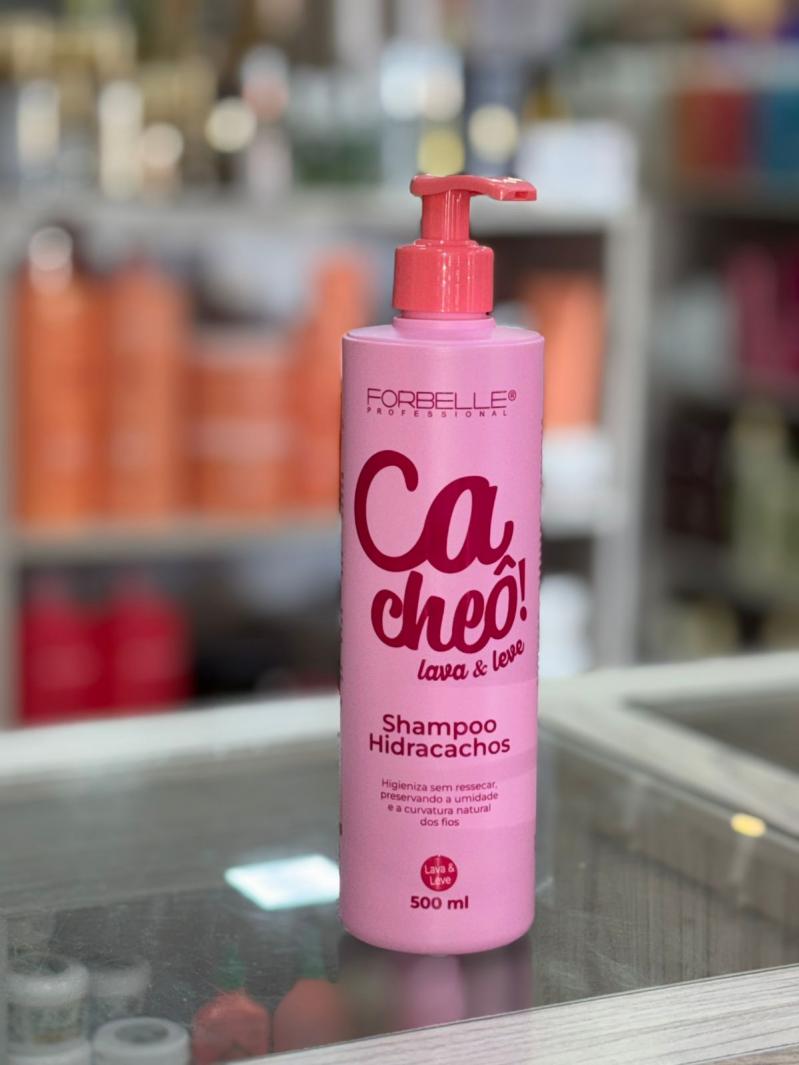 FORBELLE®
PROFESSIONAL
Ca
cheô!
lava & leve
Shampoo
Hidracachos
Higieniza sem ressecar,
preservando a umidade
e a curvatura natural
dos fios
Lava &
Leve
500 ml